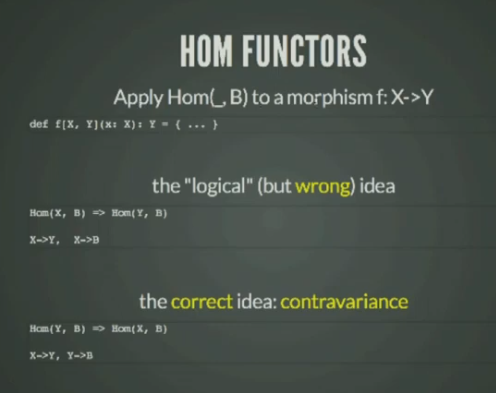 HOM FUNCTORS
Apply Hom(_, B) to a morphism f: X->Y
def f[X, Y](x: X): Y = { ... }
the "logical" (but wrong) idea
Hom(X, B) => Hom(Y, B)
X->Y, X->B
the correct idea: contravariance
Hom(Y, B) => Hom(X, B)
X->Y, Y->B